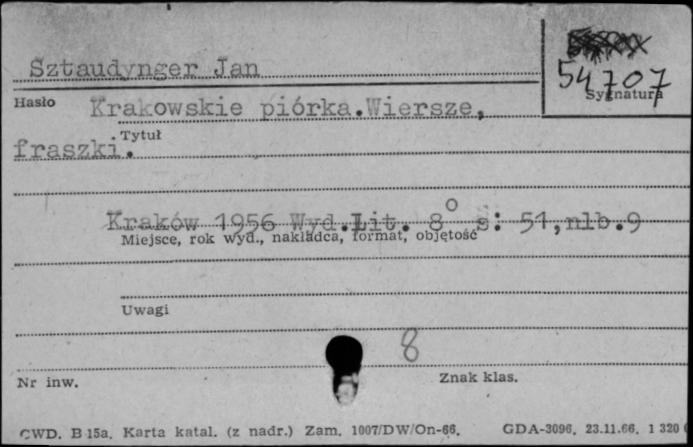 Sztaudynger Jan
54707
Sygnatura
Hasło
Krakowskie piórka.Wiersze,
Tytuł
fraszki.
Kraków 1956 Wyd.Lit. 8° s: 51,nlb.9
Miejsce, rok wyd., nakładca, format, objętość
Uwagi
8
Nr inw.
Znak klas.
CWD. B-15a. Karta katal. (z nadr.) Zam. 1007/DW/On-66. GDA-3096. 23.11.66. 1 320